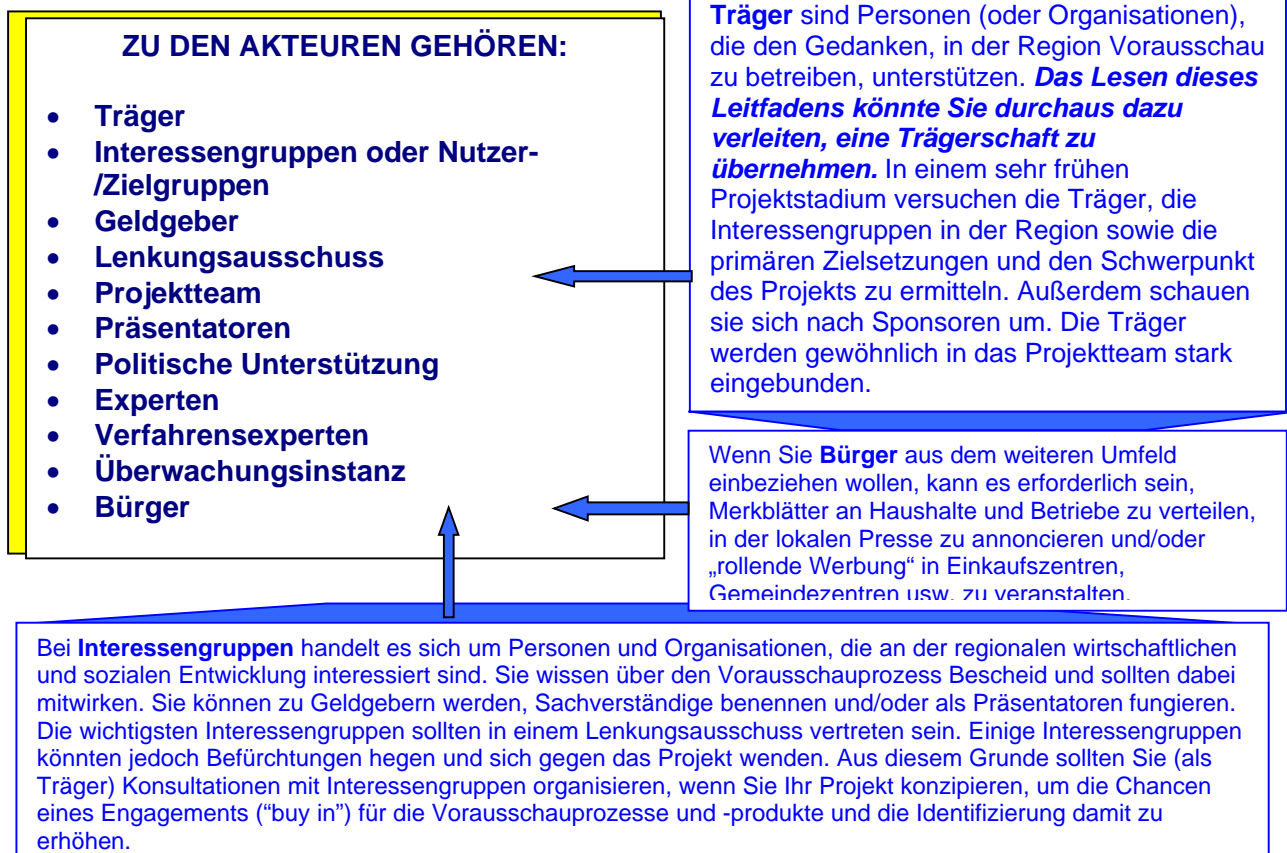 ZU DEN AKTEUREN GEHÖREN:
• Träger
• Interessengruppen oder Nutzer-
/Zielgruppen
• Geldgeber
• Lenkungsausschuss
• Projektteam
• Präsentatoren
• Politische Unterstützung
• Experten
• Verfahrensexperten
• Überwachungsinstanz
• Bürger
Träger sind Personen (oder Organisationen),
die den Gedanken, in der Region Vorausschau
zu betreiben, unterstützen. Das Lesen dieses
Leitfadens könnte Sie durchaus dazu
verleiten, eine Trägerschaft zu
übernehmen. In einem sehr frühen
Projektstadium versuchen die Träger, die
Interessengruppen in der Region sowie die
primären Zielsetzungen und den Schwerpunkt
des Projekts zu ermitteln. Außerdem schauen
sie sich nach Sponsoren um. Die Träger
werden gewöhnlich in das Projektteam stark
eingebunden.
Wenn Sie Bürger aus dem weiteren Umfeld
einbeziehen wollen, kann es erforderlich sein,
Merkblätter an Haushalte und Betriebe zu verteilen,
in der lokalen Presse zu annoncieren und/oder
„rollende Werbung“ in Einkaufszentren,
Gemeindezentren usw. zu veranstalten.
Bei Interessengruppen handelt es sich um Personen und Organisationen, die an der regionalen wirtschaftlichen
und sozialen Entwicklung interessiert sind. Sie wissen über den Vorausschauprozess Bescheid und sollten dabei
mitwirken. Sie können zu Geldgebern werden, Sachverständige benennen und/oder als Präsentatoren fungieren.
Die wichtigsten Interessengruppen sollten in einem Lenkungsausschuss vertreten sein. Einige Interessengruppen
könnten jedoch Befürchtungen hegen und sich gegen das Projekt wenden. Aus diesem Grunde sollten Sie (als
Träger) Konsultationen mit Interessengruppen organisieren, wenn Sie Ihr Projekt konzipieren, um die Chancen
eines Engagements (“buy in”) für die Vorausschauprozesse und -produkte und die Identifizierung damit zu
erhöhen.